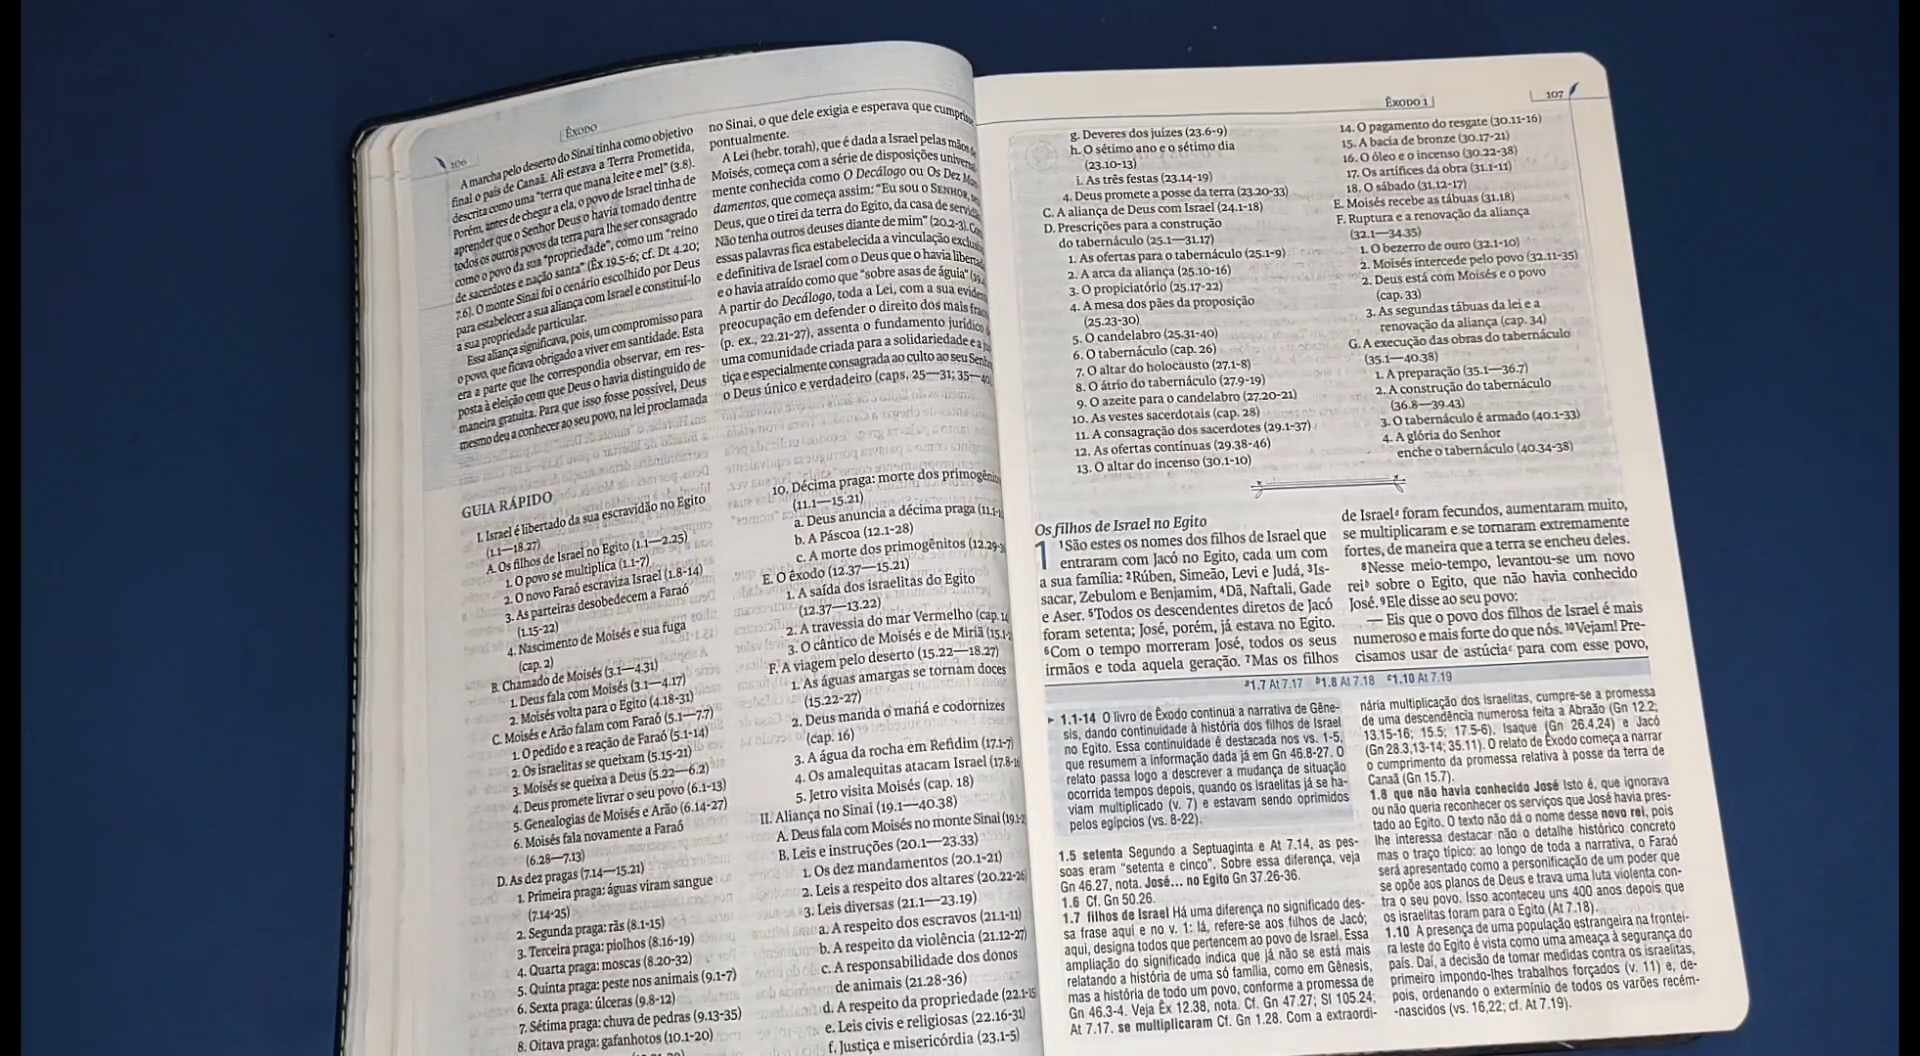 106
Êxodo
A marcha pelo deserto do Sinai tinha como objetivo
final o país de Canaã. Ali estava a Terra Prometida,
descrita como uma "terra que mana leite e mel" (3.8).
Porém, antes de chegar a ela, o povo de Israel tinha de
aprender que o Senhor Deus o havia tomado dentre
todos os outros povos da terra para lhe ser consagrado
como o povo da sua "propriedade", como um "reino
de sacerdotes e nação santa" (Êx 19.5-6; cf. Dt 4.20;
7.6). O monte Sinai foi o cenário escolhido por Deus
para estabelecer a sua aliança com Israel e constituí-lo
a sua propriedade particular.
Essa aliança significava, pois, um compromisso para
o povo, que ficava obrigado a viver em santidade. Esta
era a parte que lhe correspondia observar, em res-
posta à eleição com que Deus o havia distinguido de
maneira gratuita. Para que isso fosse possível, Deus
mesmo deu a conhecer ao seu povo, na lei proclamada
no Sinai, o que dele exigia e esperava que cumprisse
pontualmente.
A Lei (hebr. torah), que é dada a Israel pelas mãos
Moisés, começa com a série de disposições
mente conhecida como O Decálogo ou Os Dez
damentos, que começa assim: "Eu sou o Senhor,
Deus, que o tirei da terra do Egito, da casa de
Não tenha outros deuses diante de mim" (20.2-3).
essas palavras fica estabelecida a vinculação
e definitiva de Israel com o Deus que o havia
e o havia atraído como que "sobre asas de águia"
A partir do Decálogo, toda a Lei, com a sua
preocupação em defender o direito dos mais
(p. ex., 22.21-27), assenta o fundamento jurídico
uma comunidade criada para a solidariedade e a
tiça e especialmente consagrada ao culto ao seu
o Deus único e verdadeiro (caps. 25—31; 35—40
GUIA RÁPIDO
I. Israel é libertado da sua escravidão no Egito
(1.1—18.27)
A. Os filhos de Israel no Egito (1.1—2.25)
1. O povo se multiplica (1.1-7)
2. O novo Faraó escraviza Israel (1.8-14)
3. As parteiras desobedecem a Faraó
(1.15-22)
4. Nascimento de Moisés e sua fuga
(cap. 2)
B. Chamado de Moisés (3.1—4.31)
1. Deus fala com Moisés (3.1—4.17)
2. Moisés volta para o Egito (4.18-31)
C. Moisés e Arão falam com Faraó (5.1—7.7)
1. O pedido e a reação de Faraó (5.1-14)
2. Os israelitas se queixam (5.15-21)
3. Moisés se queixa a Deus (5.22—6.2)
4. Deus promete livrar o seu povo (6.1-13)
5. Genealogias de Moisés e Arão (6.14-27)
6. Moisés fala novamente a Faraó
(6.28—7.13)
D. As dez pragas (7.14—15.21)
1. Primeira praga: águas viram sangue
(7.14-25)
2. Segunda praga: rãs (8.1-15)
3. Terceira praga: piolhos (8.16-19)
4. Quarta praga: moscas (8.20-32)
5. Quinta praga: peste nos animais (9.1-7)
6. Sexta praga: úlceras (9.8-12)
7. Sétima praga: chuva de pedras (9.13-35)
8. Oitava praga: gafanhotos (10.1-20)
10. Décima praga: morte dos primogênitos
(11.1—15.21)
a. Deus anuncia a décima praga
b. A Páscoa (12.1-28)
c. A morte dos primogênitos
E. O êxodo (12.37—15.21)
1. A saída dos israelitas do Egito
(12.37—13.22)
2. A travessia do mar Vermelho (cap. 14
3. O cântico de Moisés e de Miriã
F. A viagem pelo deserto (15.22—18.27)
1. As águas amargas se tornam doces
(15.22-27)
2. Deus manda o maná e codornizes
(cap. 16)
3. A água da rocha em Refidim (17.1-7)
4. Os amalequitas atacam Israel
5. Jetro visita Moisés (cap. 18)
II. Aliança no Sinai (19.1—40.38)
A. Deus fala com Moisés no monte Sinai
B. Leis e instruções (20.1—23.33)
1. Os dez mandamentos (20.1-21)
2. Leis a respeito dos altares (20.22-26
3. Leis diversas (21.1—23.19)
a. A respeito dos escravos (21.1-11)
b. A respeito da violência (21.12-27)
c. A responsabilidade dos donos
de animais (21.28-36)
d. A respeito da propriedade
e. Leis civis e religiosas (22.16-31)
f. Justiça e misericórdia (23.1-5)
Êxodo 1
107
g. Deveres dos juízes (23.6-9)
h. O sétimo ano e o sétimo dia
(23.10-13)
i. As três festas (23.14-19)
4. Deus promete a posse da terra (23.20-33)
C. A aliança de Deus com Israel (24.1-18)
D. Prescrições para a construção
do tabernáculo (25.1—31.17)
1. As ofertas para o tabernáculo (25.1-9)
2. A arca da aliança (25.10-16)
3. O propiciatório (25.17-22)
4. A mesa dos pães da proposição
(25.23-30)
5. O candelabro (25.31-40)
6. O tabernáculo (cap. 26)
7. O altar do holocausto (27.1-8)
8. O átrio do tabernáculo (27.9-19)
9. O azeite para o candelabro (27.20-21)
10. As vestes sacerdotais (cap. 28)
11. A consagração dos sacerdotes (29.1-37)
12. As ofertas contínuas (29.38-46)
13. O altar do incenso (30.1-10)
14. O pagamento do resgate (30.11-16)
15. A bacia de bronze (30.17-21)
16. O óleo e o incenso (30.22-38)
17. Os artífices da obra (31.1-11)
18. O sábado (31.12-17)
E. Moisés recebe as tábuas (31.18)
F. Ruptura e a renovação da aliança
(32.1—34.35)
1. O bezerro de ouro (32.1-10)
2. Moisés intercede pelo povo (32.11-35)
2. Deus está com Moisés e o povo
(cap. 33)
3. As segundas tábuas da lei e a
renovação da aliança (cap. 34)
G. A execução das obras do tabernáculo
(35.1—40.38)
1. A preparação (35.1—36.7)
2. A construção do tabernáculo
(36.8—39.43)
3. O tabernáculo é armado (40.1-33)
4. A glória do Senhor
enche o tabernáculo (40.34-38)
Os filhos de Israel no Egito
1 ¹São estes os nomes dos filhos de Israel que
entraram com Jacó no Egito, cada um com
a sua família: ²Rúben, Simeão, Levi e Judá, ³Is-
sacar, Zebulom e Benjamim, ⁴Dã, Naftali, Gade
e Aser. ⁵Todos os descendentes diretos de Jacó
foram setenta; José, porém, já estava no Egito.
⁶Com o tempo morreram José, todos os seus
irmãos e toda aquela geração. ⁷Mas os filhos
de Israelᵃ foram fecundos, aumentaram muito,
se multiplicaram e se tornaram extremamente
fortes, de maneira que a terra se encheu deles.
⁸Nesse meio-tempo, levantou-se um novo
reiᵇ sobre o Egito, que não havia conhecido
José. ⁹Ele disse ao seu povo:
— Eis que o povo dos filhos de Israel é mais
numeroso e mais forte do que nós. ¹⁰Vejam! Pre-
cisamos usar de astúciaᶜ para com esse povo,
ᵃ1.7 At 7.17 ᵇ1.8 At 7.18 ᶜ1.10 At 7.19
1.1-14 O livro de Êxodo continua a narrativa de Gêne-
sis, dando continuidade à história dos filhos de Israel
no Egito. Essa continuidade é destacada nos vs. 1-5,
que resumem a informação dada já em Gn 46.8-27. O
relato passa logo a descrever a mudança de situação
ocorrida tempos depois, quando os israelitas já se ha-
viam multiplicado (v. 7) e estavam sendo oprimidos
pelos egípcios (vs. 8-22).
1.5 setenta Segundo a Septuaginta e At 7.14, as pes-
soas eram "setenta e cinco". Sobre essa diferença, veja
Gn 46.27, nota. José... no Egito Gn 37.26-36.
1.6 Cf. Gn 50.26.
1.7 filhos de Israel Há uma diferença no significado des-
sa frase aqui e no v. 1: lá, refere-se aos filhos de Jacó;
aqui, designa todos que pertencem ao povo de Israel. Essa
ampliação do significado indica que já não se está mais
relatando a história de uma só família, como em Gênesis,
mas a história de todo um povo, conforme a promessa de
Gn 46.3-4. Veja Êx 12.38, nota. Cf. Gn 47.27; Sl 105.24;
At 7.17. se multiplicaram Cf. Gn 1.28. Com a extraordi-
nária multiplicação dos israelitas, cumpre-se a promessa
de uma descendência numerosa feita a Abraão (Gn 12.2;
13.15-16; 15.5; 17.5-6), Isaque (Gn 26.4,24) e Jacó
(Gn 28.3,13-14; 35.11). O relato de Êxodo começa a narrar
o cumprimento da promessa relativa à posse da terra de
Canaã (Gn 15.7).
1.8 que não havia conhecido José Isto é, que ignorava
ou não queria reconhecer os serviços que José havia pres-
tado ao Egito. O texto não dá o nome desse novo rei, pois
lhe interessa destacar não o detalhe histórico concreto
mas o traço típico: ao longo de toda a narrativa, o Faraó
será apresentado como a personificação de um poder que
se opõe aos planos de Deus e trava uma luta violenta con-
tra o seu povo. Isso aconteceu uns 400 anos depois que
os israelitas foram para o Egito (At 7.18).
1.10 A presença de uma população estrangeira na frontei-
ra leste do Egito é vista como uma ameaça à segurança do
país. Daí, a decisão de tomar medidas contra os israelitas,
primeiro impondo-lhes trabalhos forçados (v. 11) e, de-
pois, ordenando o extermínio de todos os varões recém-
-nascidos (vs. 16,22; cf. At 7.19).